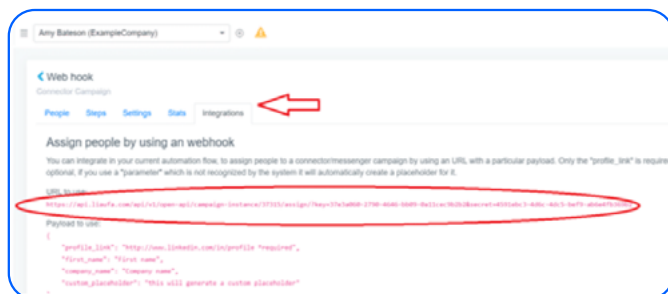 Amy Bateson (ExampleCompany)
Web hook
Connector Campaign
People Steps Settings Stats Integrations
Assign people by using an webhook
You can integrate in your current automation flow, to assign people to a connector/messenger campaign by using an URL with a particular payload. Only the "profile_link" is require
optional, if you use a "parameter" which is not recognized by the system it will automatically create a placeholder for it.
URL to use:
Payload to use:
{
"profile_link": "http://www.linkedin.com/in/profile *required",
"first_name": "First name",
"company_name": "Company name",
"custom_placeholder": "this will generate a custom placeholder"